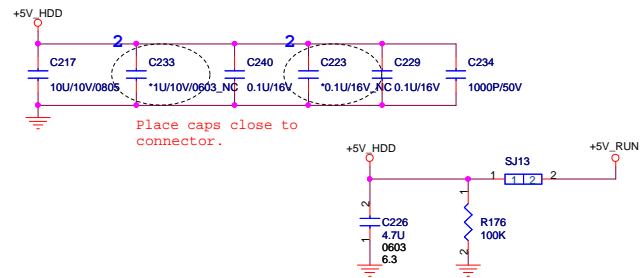 +5V_HDD
2
2
C217
C233
C240
C223
C229
C234
10U/10V/0805
*1U/10V/0603_NC
0.1U/16V
*0.1U/16V_NC
0.1U/16V
1000P/50V
Place caps close to
connector.
+5V_HDD
SJ13
+5V_RUN
1
1 2
2
2
C226
4.7U
0603
6.3
1
1
R176
100K
2